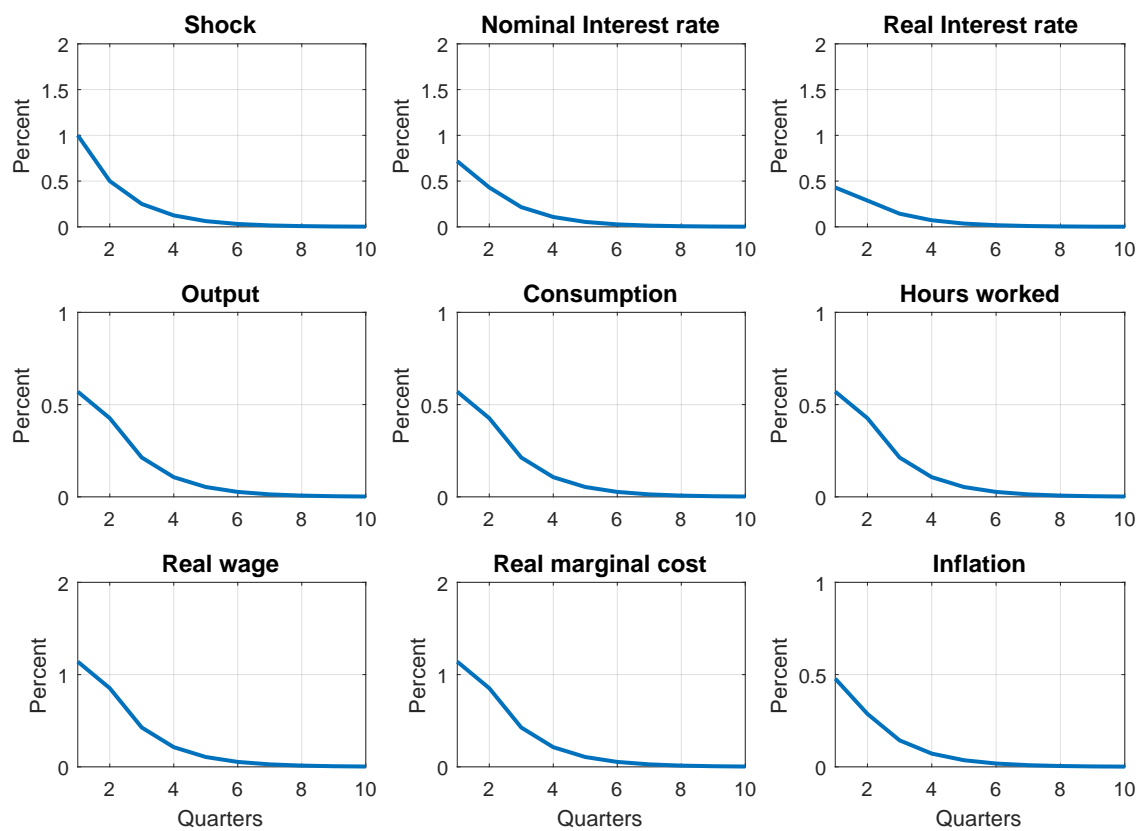 Shock
Nominal Interest rate
Real Interest rate
Percent
2
1.5
1
0.5
0
2 4 6 8 10
Percent
2
1.5
1
0.5
0
2 4 6 8 10
Percent
2
1.5
1
0.5
0
2 4 6 8 10
Output
Consumption
Hours worked
Percent
1
0.5
0
2 4 6 8 10
Percent
1
0.5
0
2 4 6 8 10
Percent
1
0.5
0
2 4 6 8 10
Real wage
Real marginal cost
Inflation
Percent
2
1
0
2 4 6 8 10
Quarters
Percent
2
1
0
2 4 6 8 10
Quarters
Percent
1
0.5
0
2 4 6 8 10
Quarters